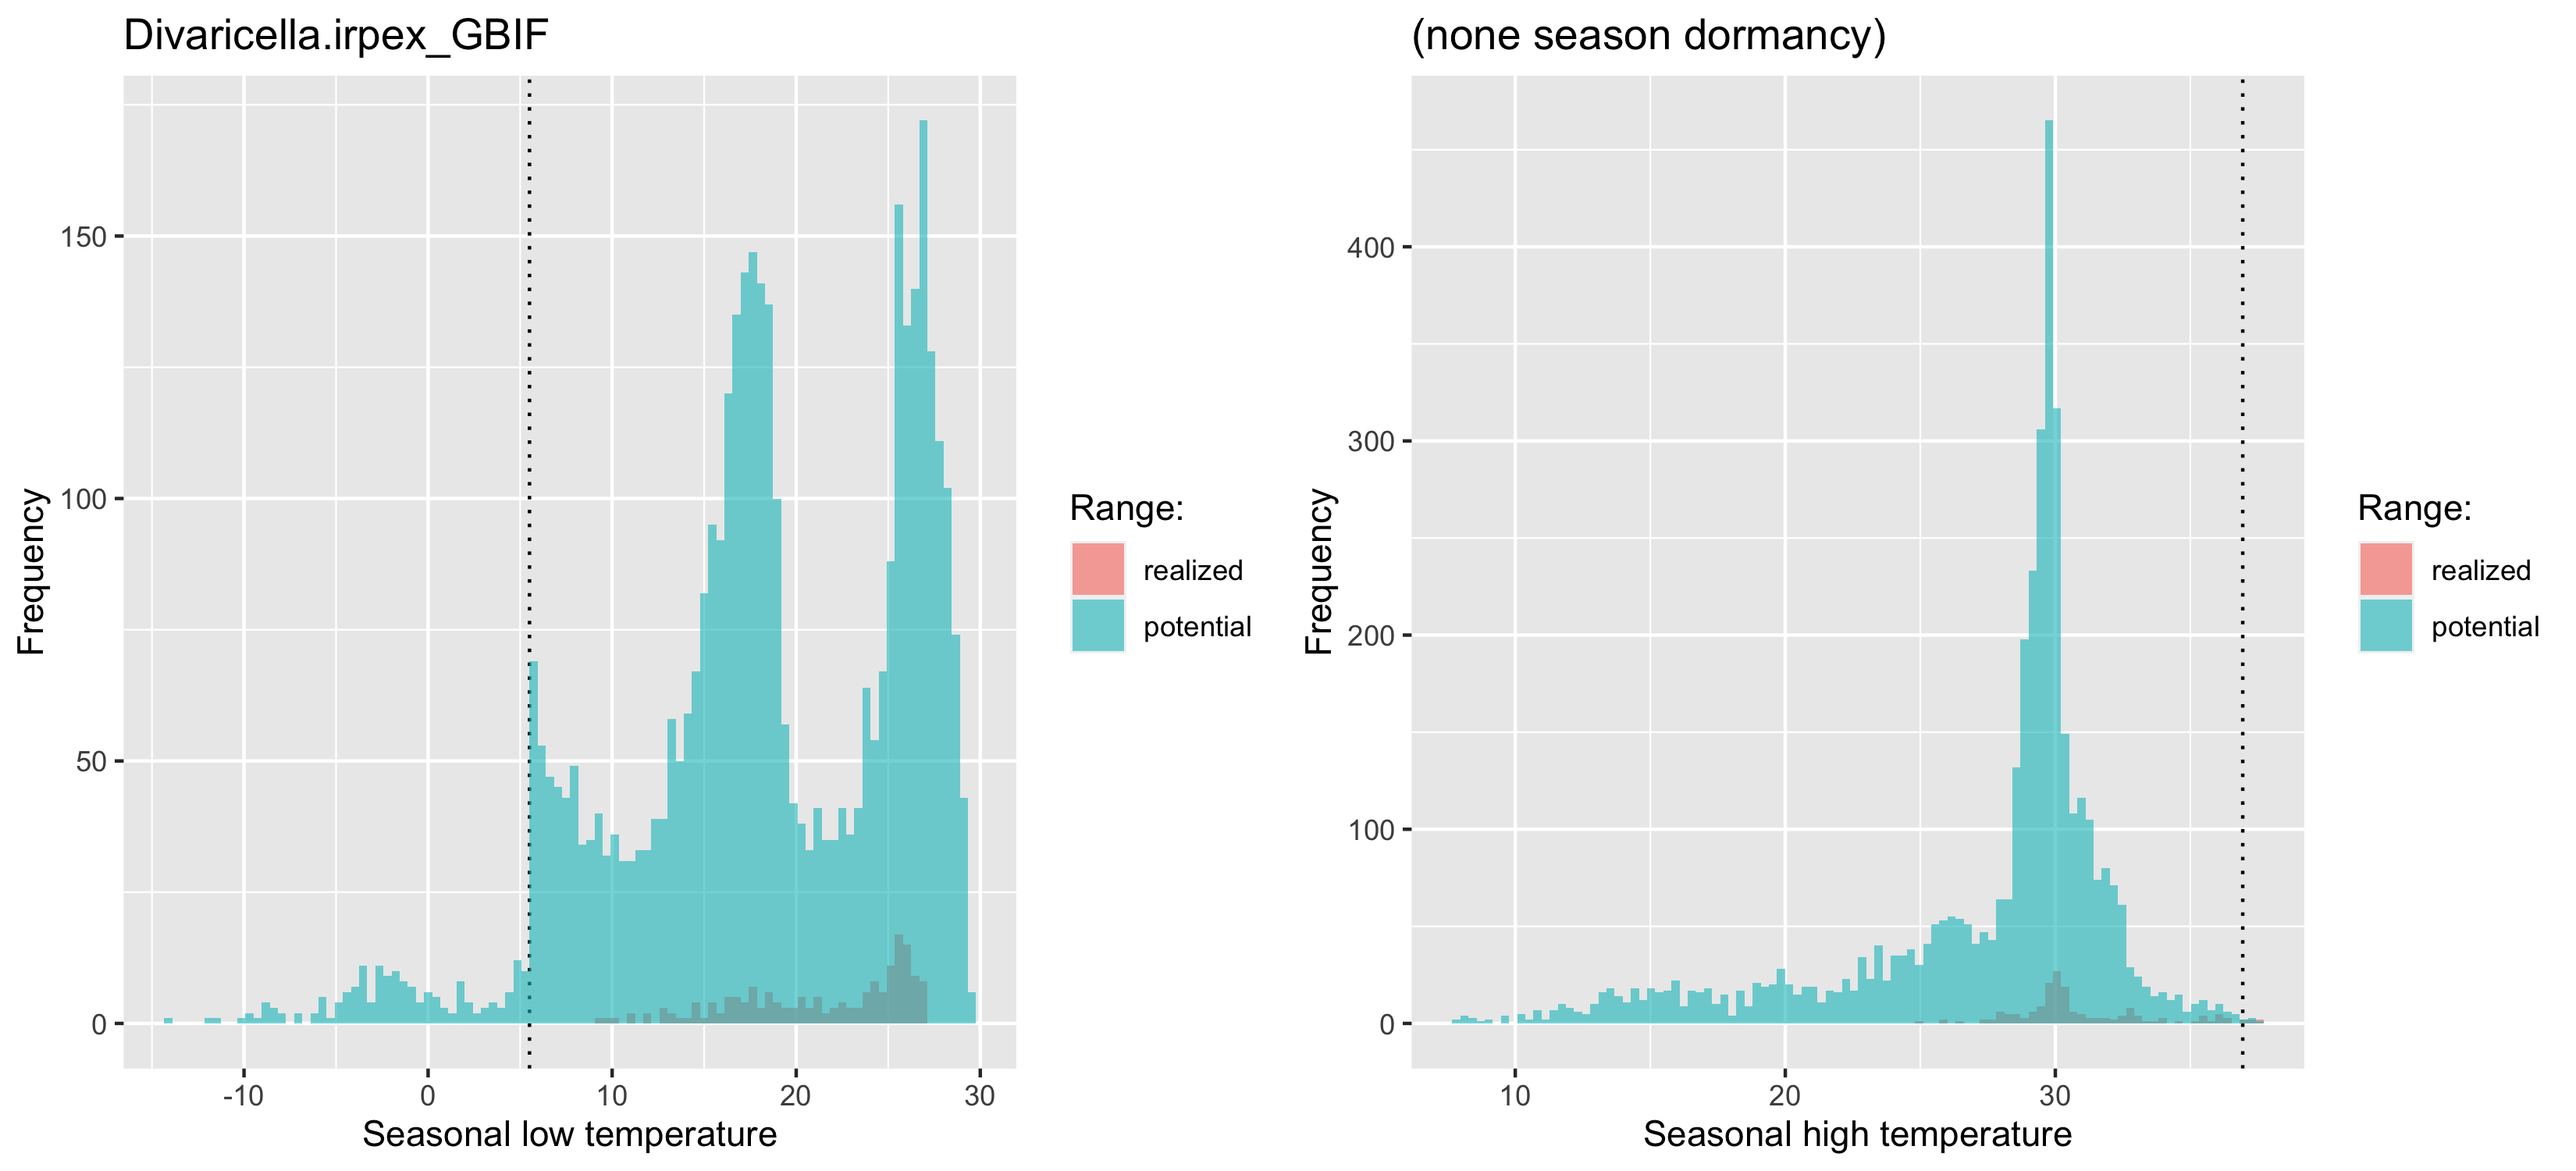 Divaricella.irpex_GBIF
150
100
50
0
Frequency
-10
0
10
20
30
Seasonal low temperature
Range:
realized
potential
(none season dormancy)
400
300
200
100
0
Frequency
10
20
30
Seasonal high temperature
Range:
realized
potential